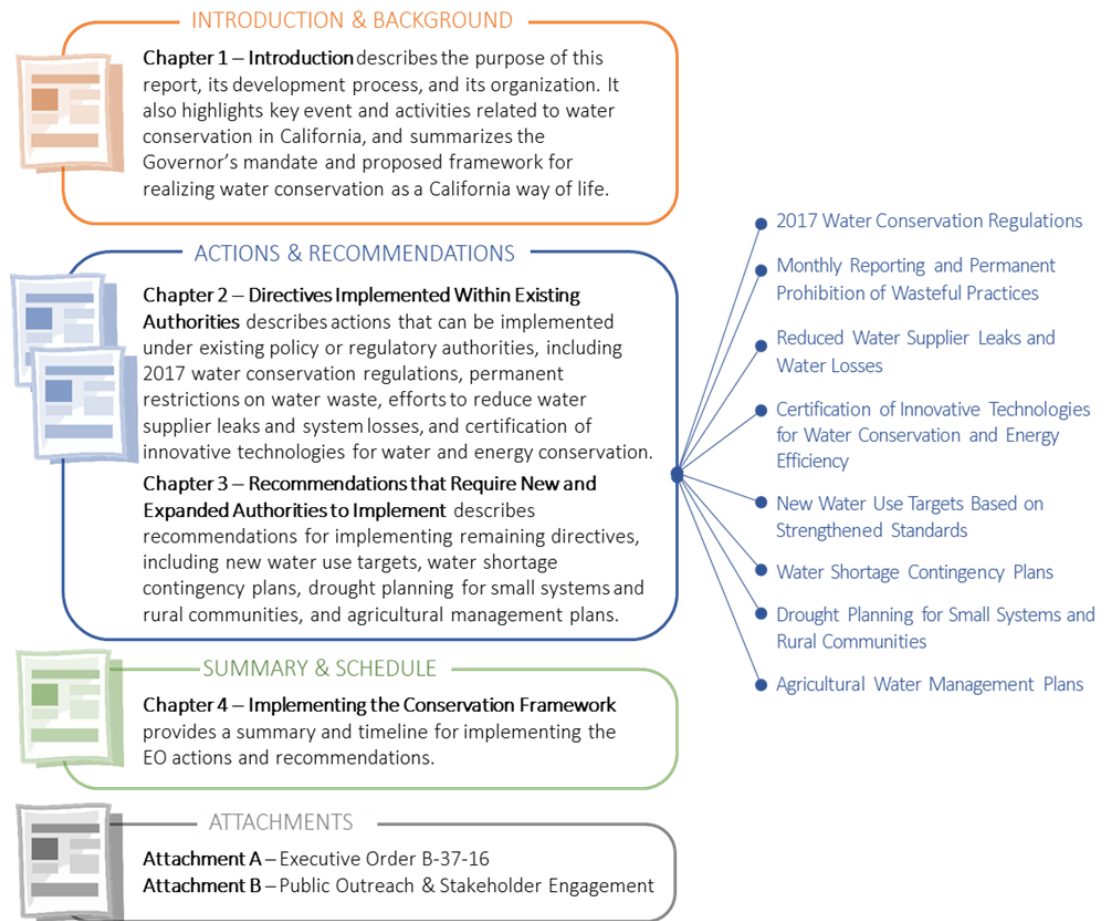 INTRODUCTION & BACKGROUND
Chapter 1 – Introduction describes the purpose of this
report, its development process, and its organization. It
also highlights key event and activities related to water
conservation in California, and summarizes the
Governor's mandate and proposed framework for
realizing water conservation as a California way of life.
ACTIONS & RECOMMENDATIONS
Chapter 2 – Directives Implemented Within Existing
Authorities describes actions that can be implemented
under existing policy or regulatory authorities, including
2017 water conservation regulations, permanent
restrictions on water waste, efforts to reduce water
supplier leaks and system losses, and certification of
innovative technologies for water and energy conservation.
Chapter 3 – Recommendations that Require New and
Expanded Authorities to Implement describes
recommendations for implementing remaining directives,
including new water use targets, water shortage
contingency plans, drought planning for small systems and
rural communities, and agricultural management plans.
2017 Water Conservation Regulations
Monthly Reporting and Permanent
Prohibition of Wasteful Practices
Reduced Water Supplier Leaks and
Water Losses
Certification of Innovative Technologies
for Water Conservation and Energy
Efficiency
New Water Use Targets Based on
Strengthened Standards
Water Shortage Contingency Plans
Drought Planning for Small Systems and
Rural Communities
Agricultural Water Management Plans
SUMMARY & SCHEDULE
Chapter 4 – Implementing the Conservation Framework
provides a summary and timeline for implementing the
EO actions and recommendations.
ATTACHMENTS
Attachment A – Executive Order B-37-16
Attachment B – Public Outreach & Stakeholder Engagement